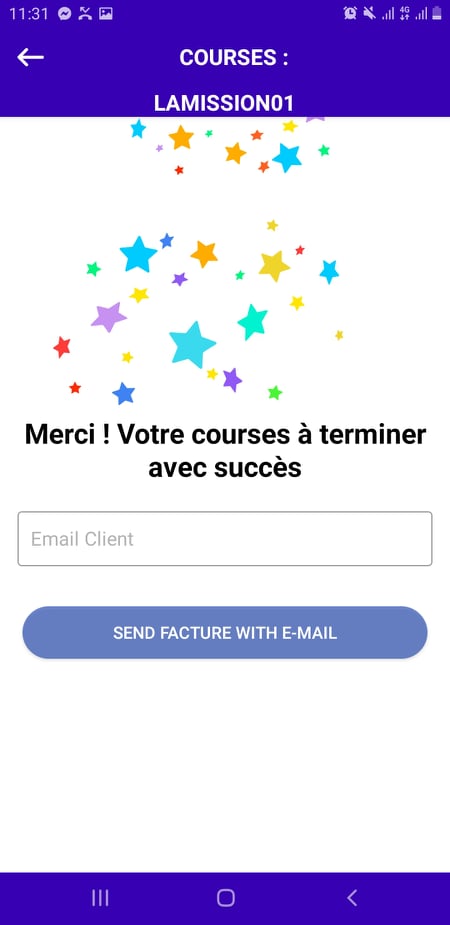 11:31
4G
COURSES :
LAMISSION01
Merci ! Votre courses à terminer
avec succès
Email Client
SEND FACTURE WITH E-MAIL